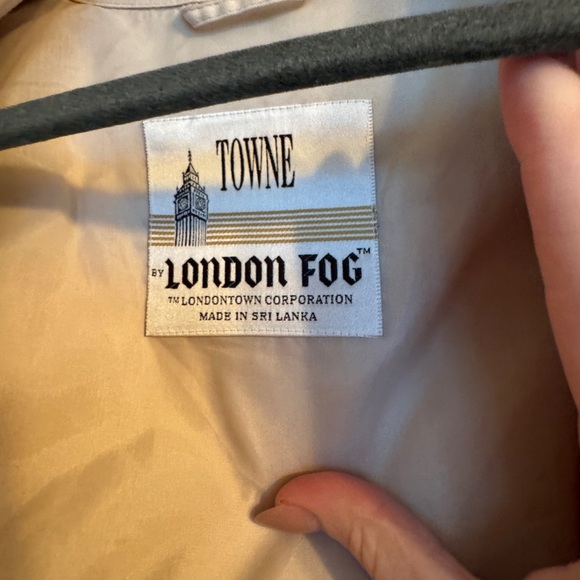 TOWNE
BY LONDON FOG™
™ LONDONTOWN CORPORATION
MADE IN SRI LANKA